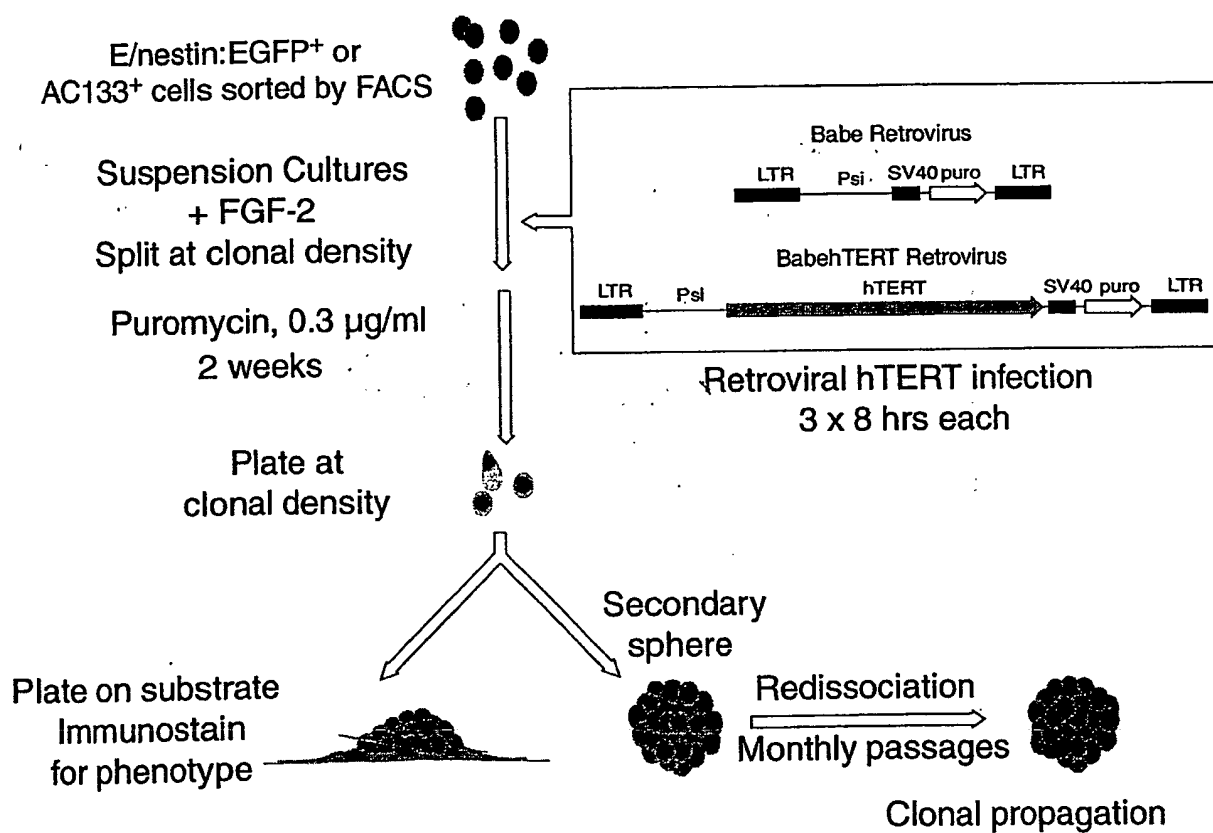 E/nestin:EGFP+ or
AC133+ cells sorted by FACS
Suspension Cultures
+ FGF-2
Split at clonal density
Puromycin, 0.3 µg/ml
2 weeks
Plate at
clonal density
Babe Retrovirus
LTR Psi SV40 puro LTR
BabehTERT Retrovirus
LTR Psi hTERT SV40 puro LTR
Retroviral hTERT infection
3 x 8 hrs each
Secondary
sphere
Plate on substrate
Immunostain
for phenotype
Redissociation
Monthly passages
Clonal propagation